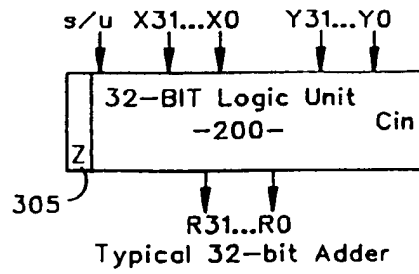 s/u X31...X0 Y31...Y0
32-BIT Logic Unit
-200- Cin
Z
305
R31...R0
Typical 32-bit Adder